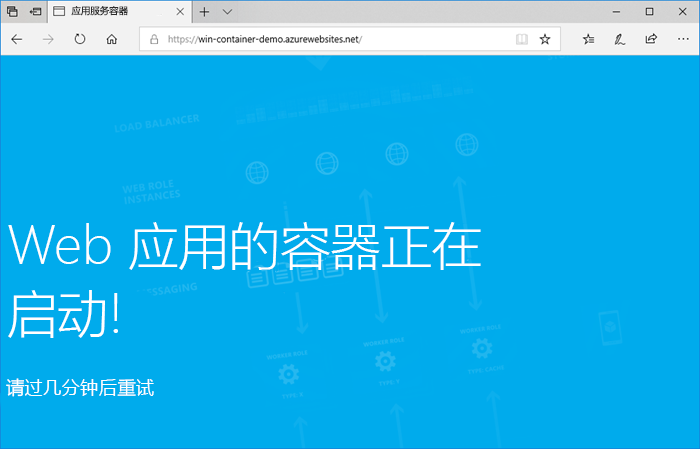 应用服务容器
https://win-container-demo.azurewebsites.net/
LOAD BALANCER
WEB ROLE
INSTANCES
Web 应用的容器正在
启动!
SSAGING
WORKER ROLE
WORKER ROLE
WORKER ROLE
TYPE-X
TYPE-Y
请过几分钟后重试